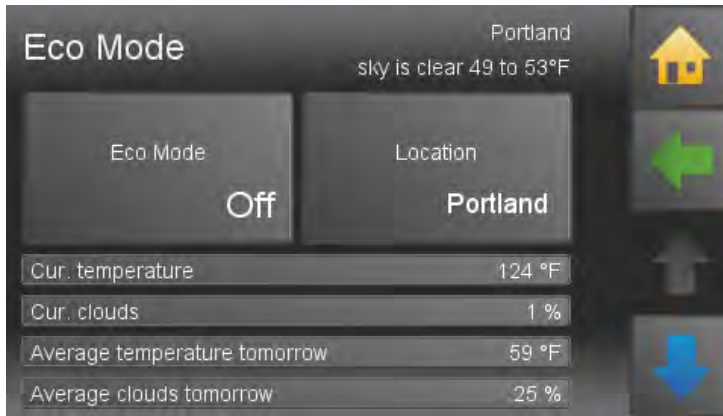 Eco Mode
Portland
sky is clear 49 to 53°F
Eco Mode
Off
Location
Portland
Cur. temperature 124 °F
Cur. clouds 1 %
Average temperature tomorrow 59 °F
Average clouds tomorrow 25 %